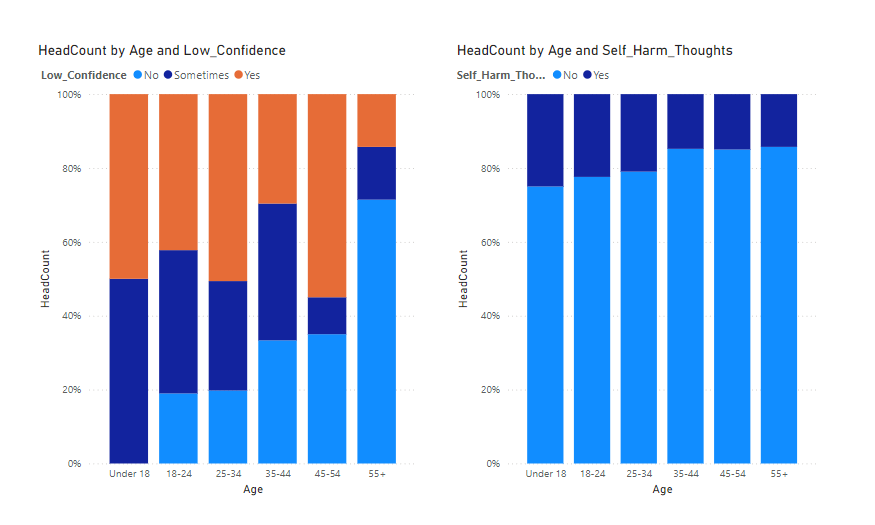 HeadCount by Age and Low_Confidence
Low_Confidence No Sometimes Yes
100%
80%
60%
40%
20%
0%
HeadCount
Under 18 18-24 25-34 35-44 45-54 55+
Age
HeadCount by Age and Self_Harm_Thoughts
Self_Harm_Tho... No Yes
100%
80%
60%
40%
20%
0%
HeadCount
Under 18 18-24 25-34 35-44 45-54 55+
Age